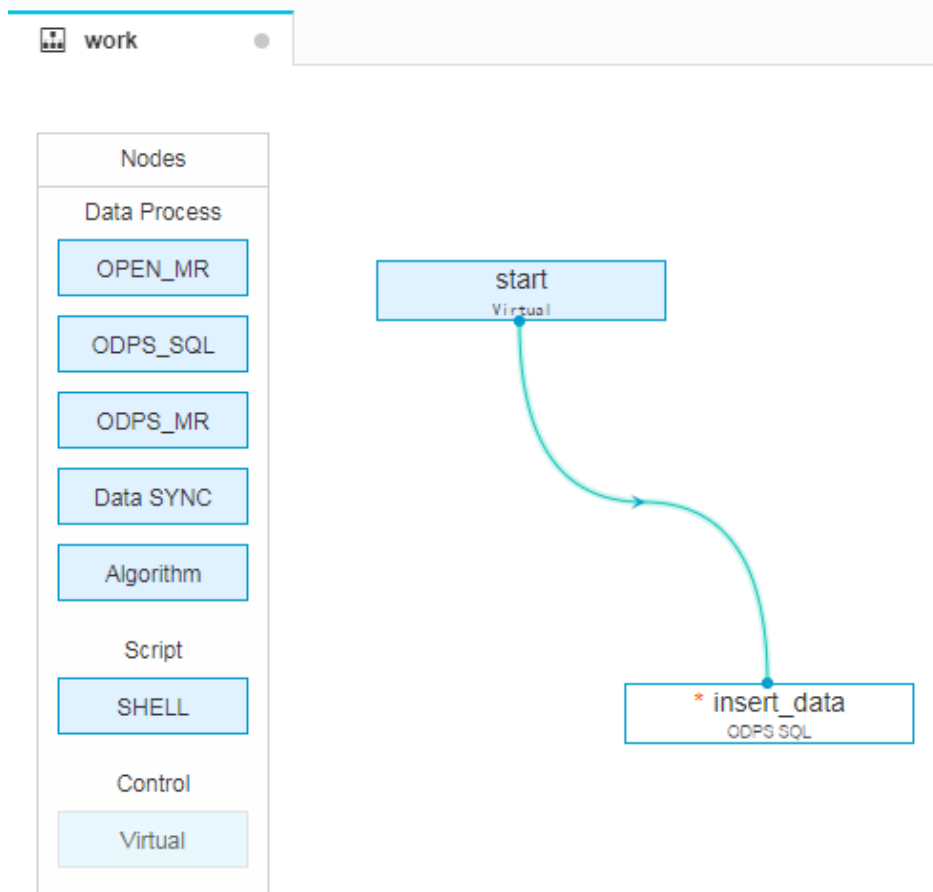 work
Nodes
Data Process
OPEN_MR
ODPS_SQL
ODPS_MR
Data SYNC
Algorithm
Script
SHELL
Control
Virtual
start
Virtual
* insert_data
ODPS SQL